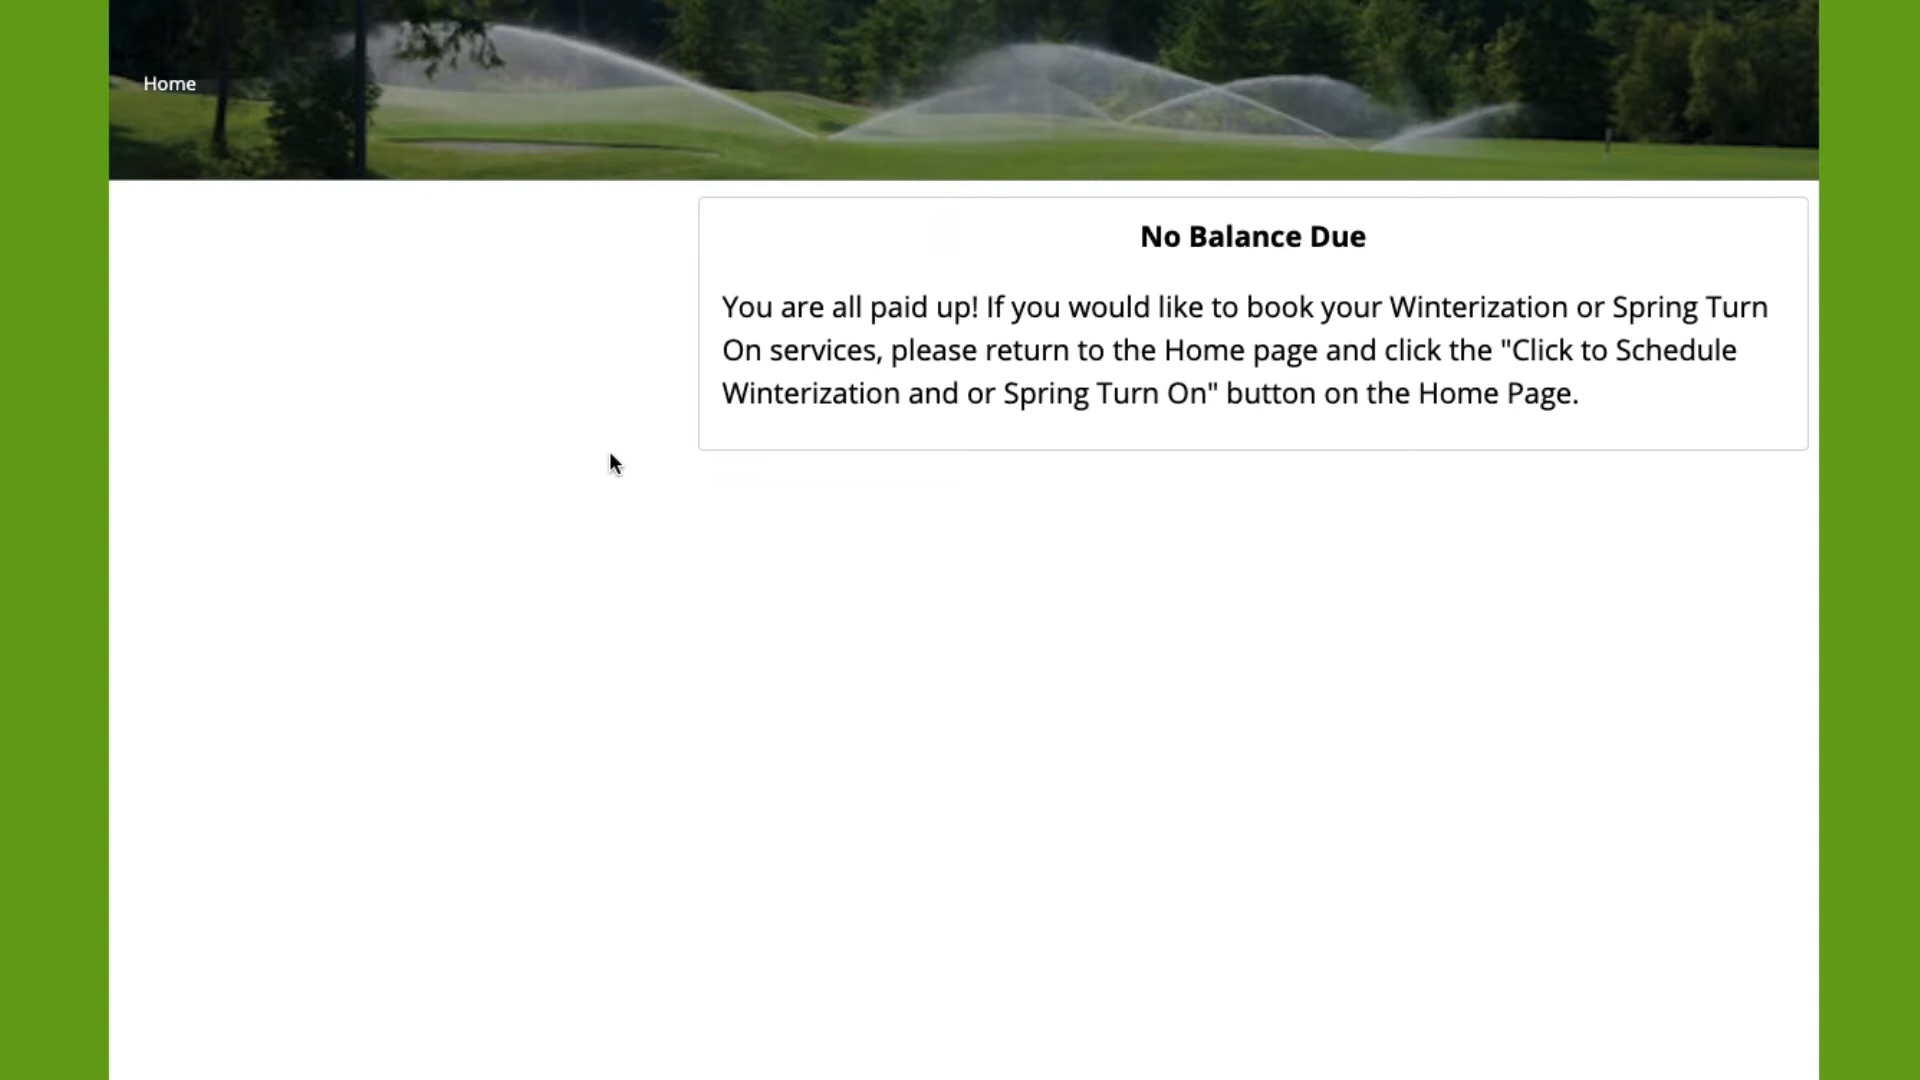 Home
No Balance Due
You are all paid up! If you would like to book your Winterization or Spring Turn
On services, please return to the Home page and click the "Click to Schedule
Winterization and or Spring Turn On" button on the Home Page.